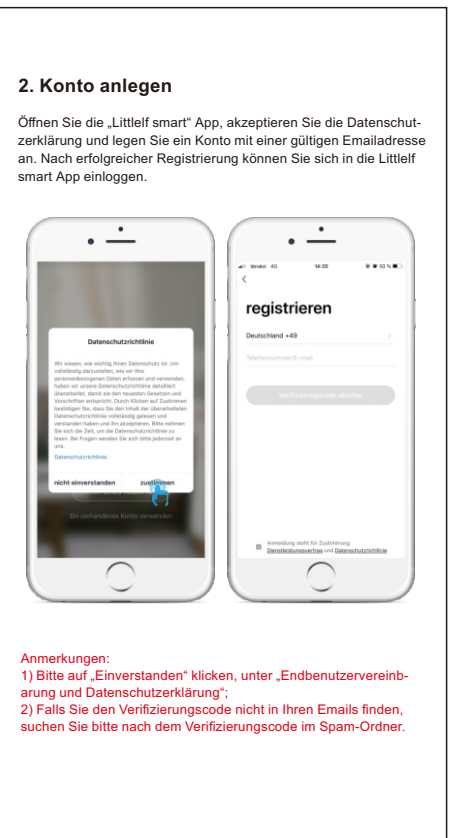 2. Konto anlegen
Öffnen Sie die „Littlelf smart“ App, akzeptieren Sie die Datenschut-
zerklärung und legen Sie ein Konto mit einer gültigen Emailadresse
an. Nach erfolgreicher Registrierung können Sie sich in die Littlelf
smart App einloggen.
Datenschutzrichtlinie
Wir wissen, wie wichtig Ihnen Datenschutz ist. Um
vollständig darzustellen, wie wir Ihre
personenbezogenen Daten erfassen und verwenden,
haben wir unsere Datenschutzrichtlinie detailliert
überarbeitet, damit sie den neuesten Gesetzen und
Vorschriften entspricht. Durch Klicken auf Zustimmen
bestätigen Sie, dass Sie den Inhalt der überarbeiteten
Datenschutzrichtlinie vollständig gelesen und
verstanden haben und ihn akzeptieren. Bitte nehmen
Sie sich die Zeit, um die Datenschutzrichtlinie zu
lesen. Bei Fragen wenden Sie sich bitte jederzeit an
uns.
Datenschutzrichtlinie
nicht einverstanden zustimmen
Ein vorhandenes Konto verwenden
4G 14:35 50 %
registrieren
Deutschland +49
Telefonnummer/E-mail
Verifizierungscode abrufen
Anmeldung steht für Zustimmung
Dienstleistungsvertrag und Datenschutzrichtlinie
Anmerkungen:
1) Bitte auf „Einverstanden“ klicken, unter „Endbenutzervereinb-
arung und Datenschutzerklärung“;
2) Falls Sie den Verifizierungscode nicht in Ihren Emails finden,
suchen Sie bitte nach dem Verifizierungscode im Spam-Ordner.